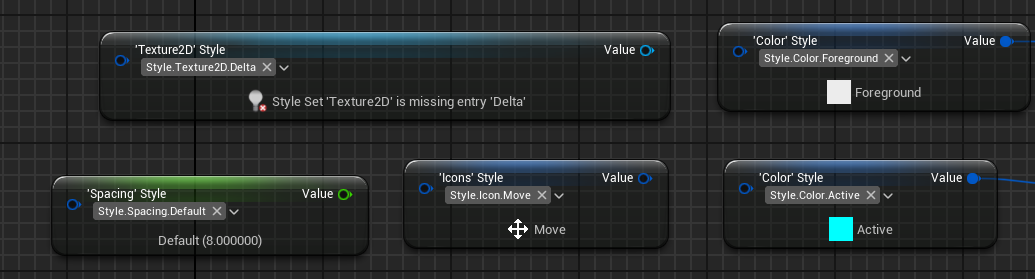 'Texture2D' Style
Value
Style.Texture2D.Delta
Style Set 'Texture2D' is missing entry 'Delta'
'Color' Style
Value
Style.Color.Foreground
Foreground
'Spacing' Style
Value
Style.Spacing.Default
Default (8.000000)
'Icons' Style
Value
Style.Icon.Move
Move
'Color' Style
Value
Style.Color.Active
Active